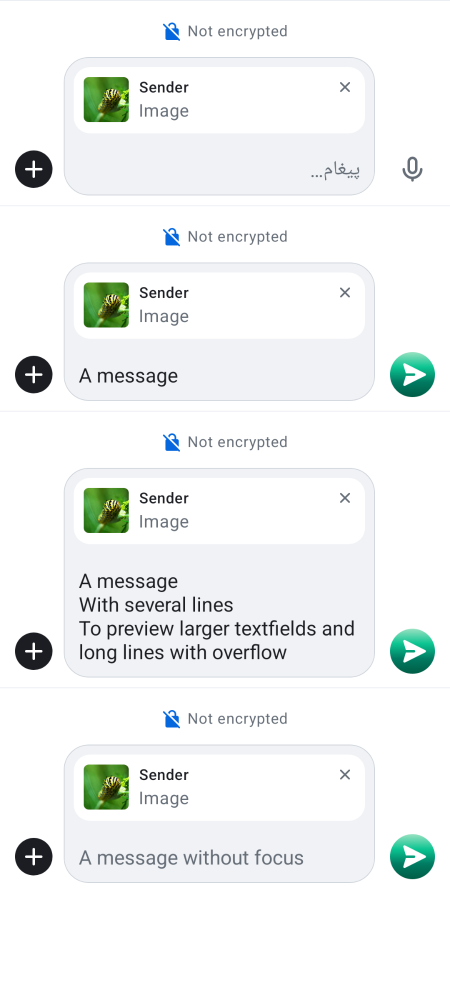 Not encrypted
Sender
Image
پیغام…
Not encrypted
Sender
Image
A message
Not encrypted
Sender
Image
A message
With several lines
To preview larger textfields and
long lines with overflow
Not encrypted
Sender
Image
A message without focus